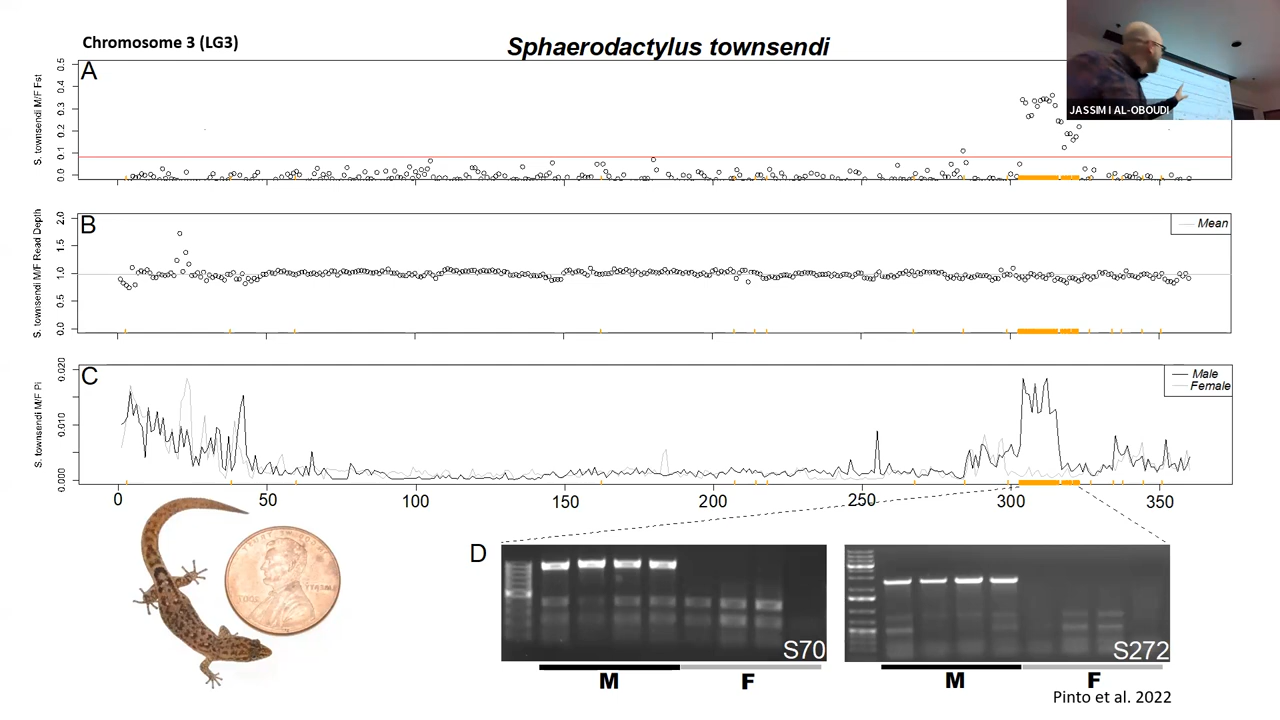 Chromosome 3 (LG3)
Sphaerodactylus townsendi
JASSIM I AL-OBOUDI
A
S. townsendi M/F Fst
0.5
0.4
0.3
0.2
0.1
0.0
B
S. townsendi M/F Read Depth
2.0
1.5
1.0
0.5
0.0
Mean
C
S. townsendi M/F Pi
0.020
0.010
0.000
Male
Female
0 50 100 150 200 250 300 350
D
S70
S272
M F M F
Pinto et al. 2022